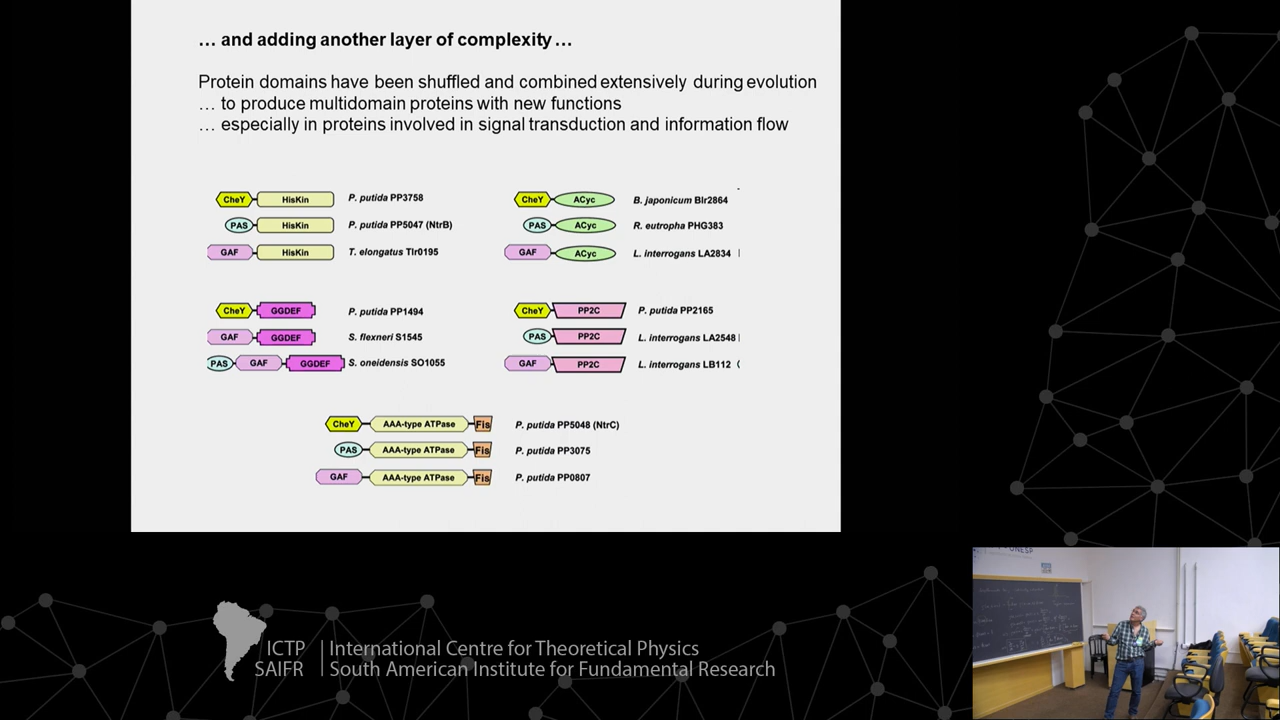 … and adding another layer of complexity …
Protein domains have been shuffled and combined extensively during evolution
… to produce multidomain proteins with new functions
… especially in proteins involved in signal transduction and information flow
CheY HisKin P. putida PP3758
PAS HisKin P. putida PP5047 (NtrB)
GAF HisKin T. elongatus Tlr0195
CheY ACyc B. japonicum Blr2864
PAS ACyc R. eutropha PHG383
GAF ACyc L. interrogans LA2834
CheY GGDEF P. putida PP1494
GAF GGDEF S. flexneri S1545
PAS GAF GGDEF S. oneidensis SO1055
CheY PP2C P. putida PP2165
PAS PP2C L. interrogans LA2548
GAF PP2C L. interrogans LB112
CheY AAA-type ATPase Fis P. putida PP5048 (NtrC)
PAS AAA-type ATPase Fis P. putida PP3075
GAF AAA-type ATPase Fis P. putida PP0807
ICTP International Centre for Theoretical Physics
SAIFR South American Institute for Fundamental Research
UNESP